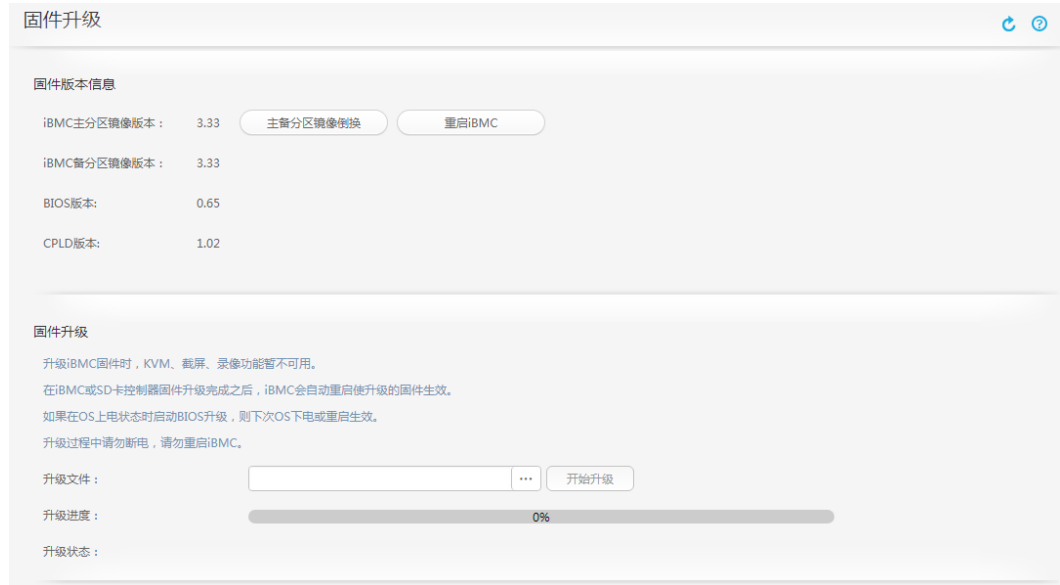 固件升级
固件版本信息
iBMC主分区镜像版本： 3.33 主备分区镜像倒换 重启iBMC
iBMC备分区镜像版本： 3.33
BIOS版本: 0.65
CPLD版本: 1.02
固件升级
升级iBMC固件时，KVM、截屏、录像功能暂不可用。
在iBMC或SD卡控制器固件升级完成之后，iBMC会自动重启使升级的固件生效。
如果在OS上电状态时启动BIOS升级，则下次OS下电或重启生效。
升级过程中请勿断电，请勿重启iBMC。
升级文件： ... 开始升级
升级进度： 0%
升级状态：